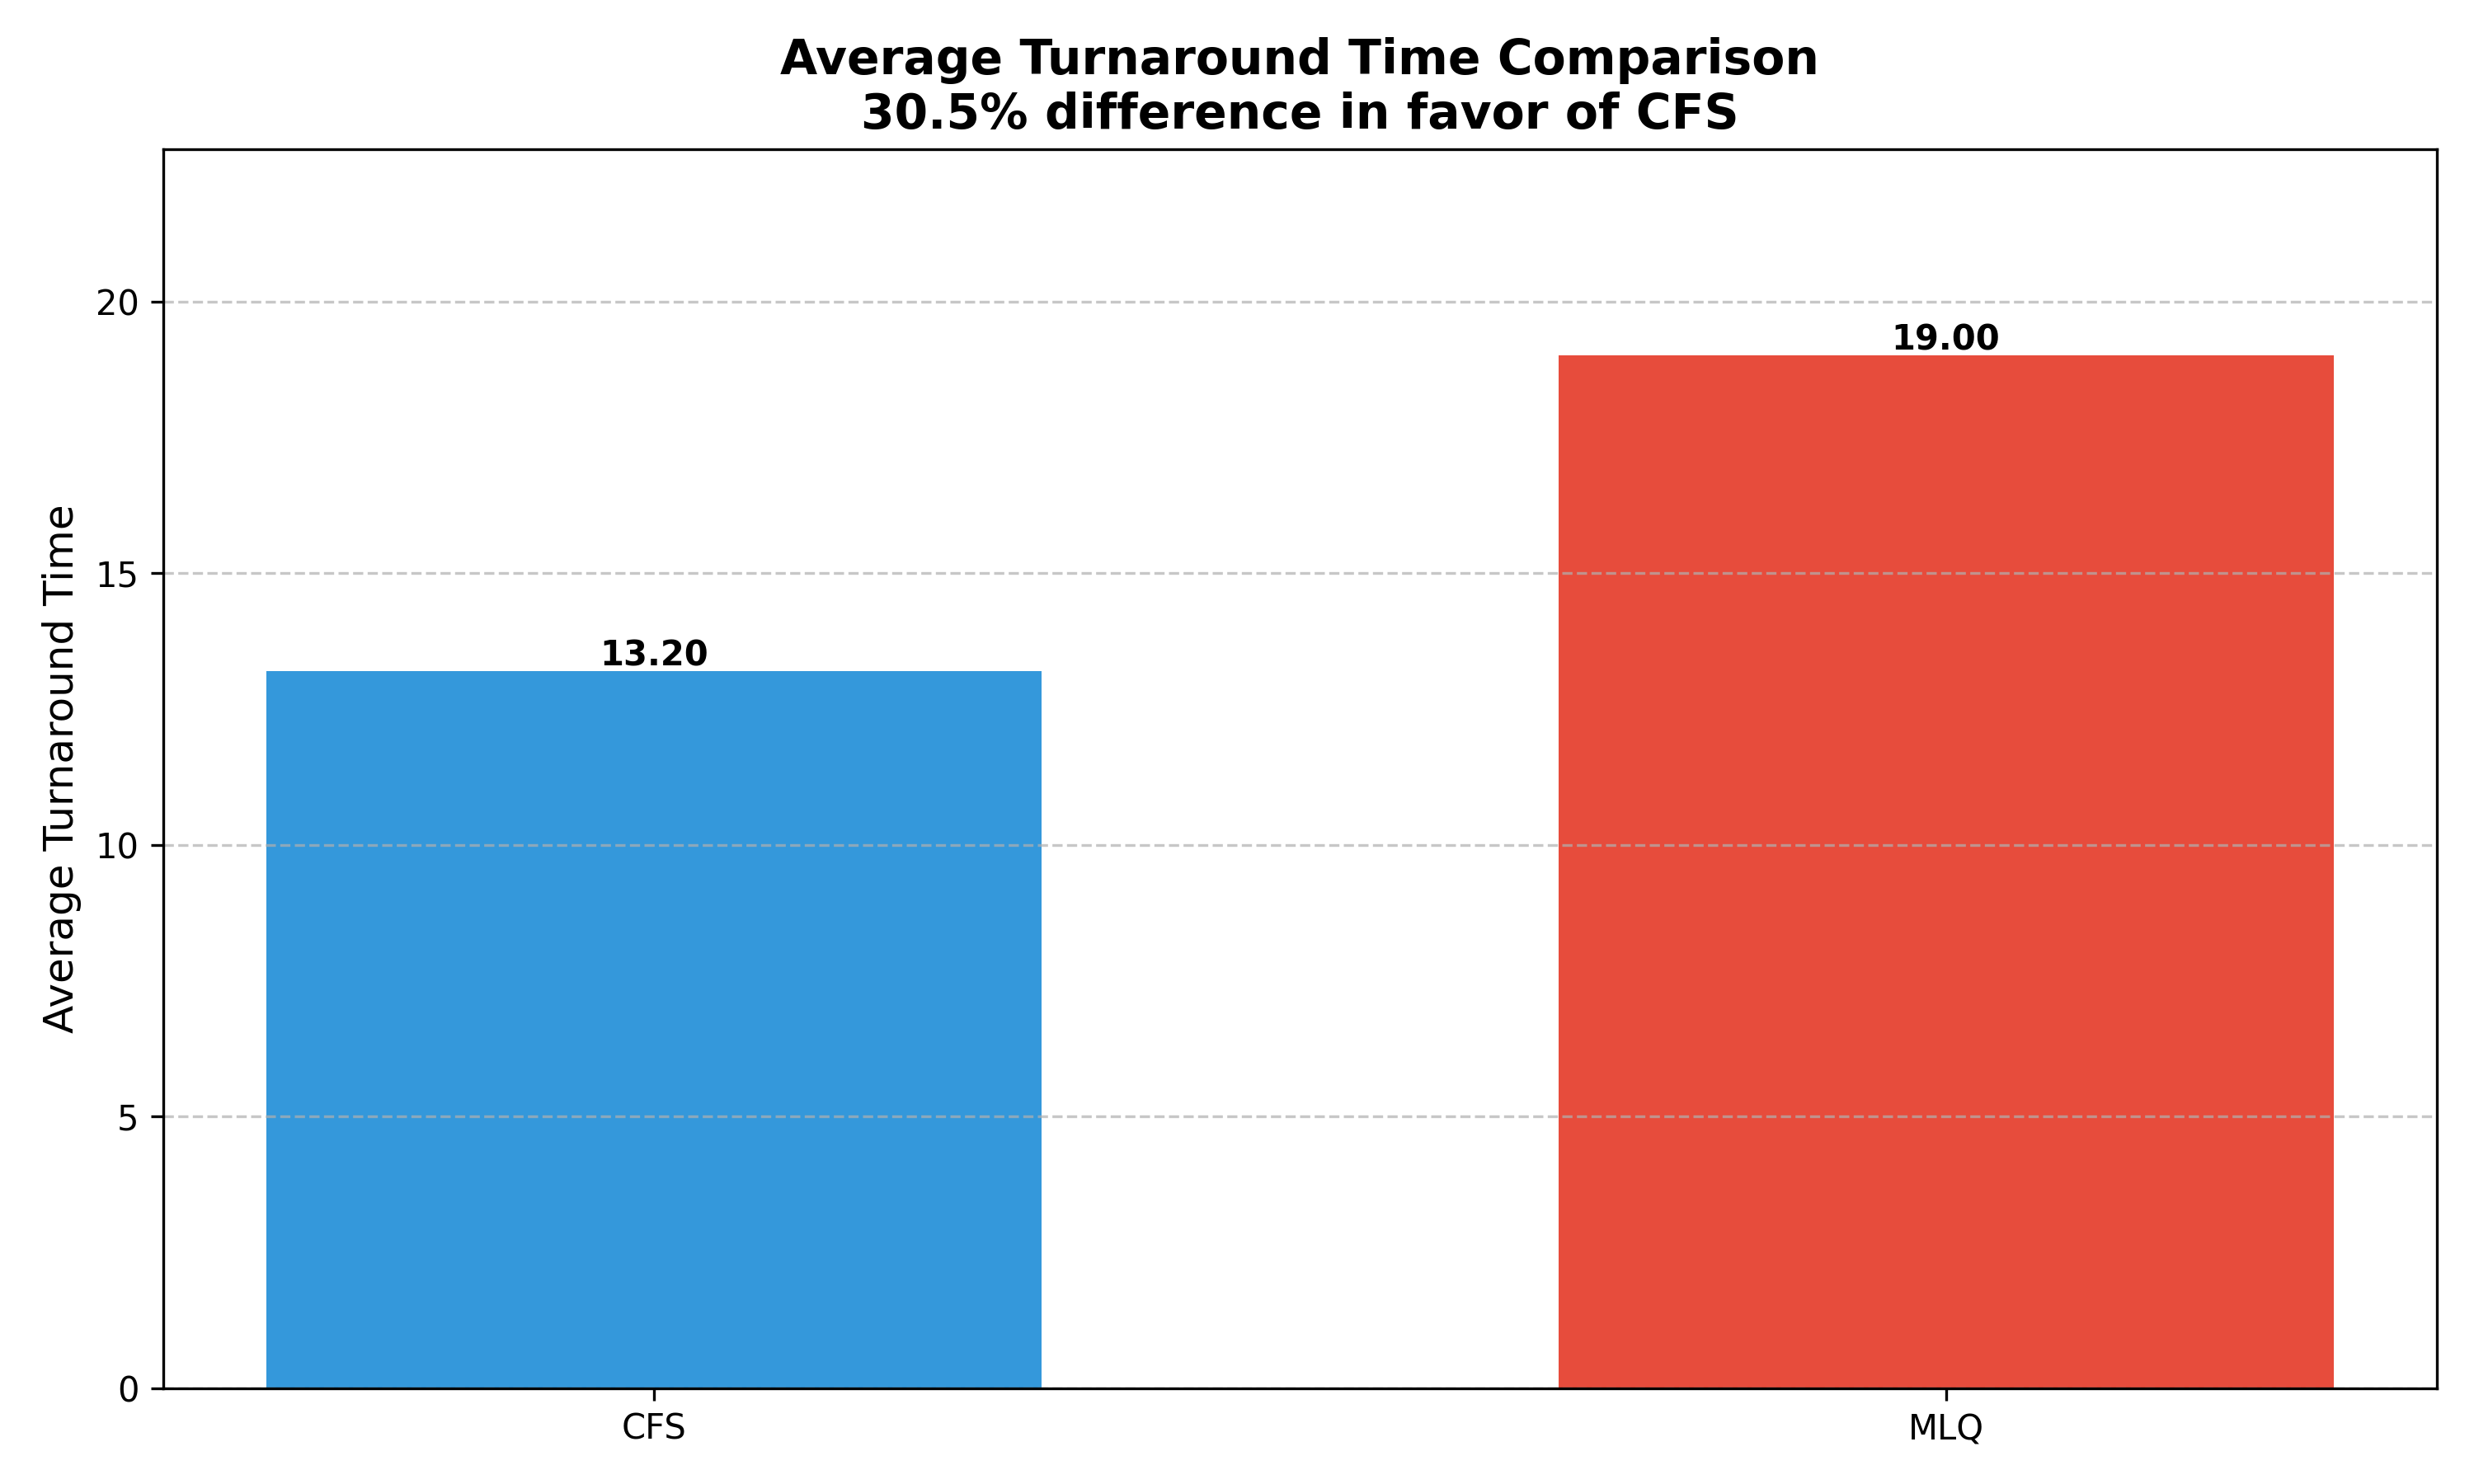 Average Turnaround Time Comparison
30.5% difference in favor of CFS
Average Turnaround Time
20
15
10
5
0
13.20
19.00
CFS
MLQ